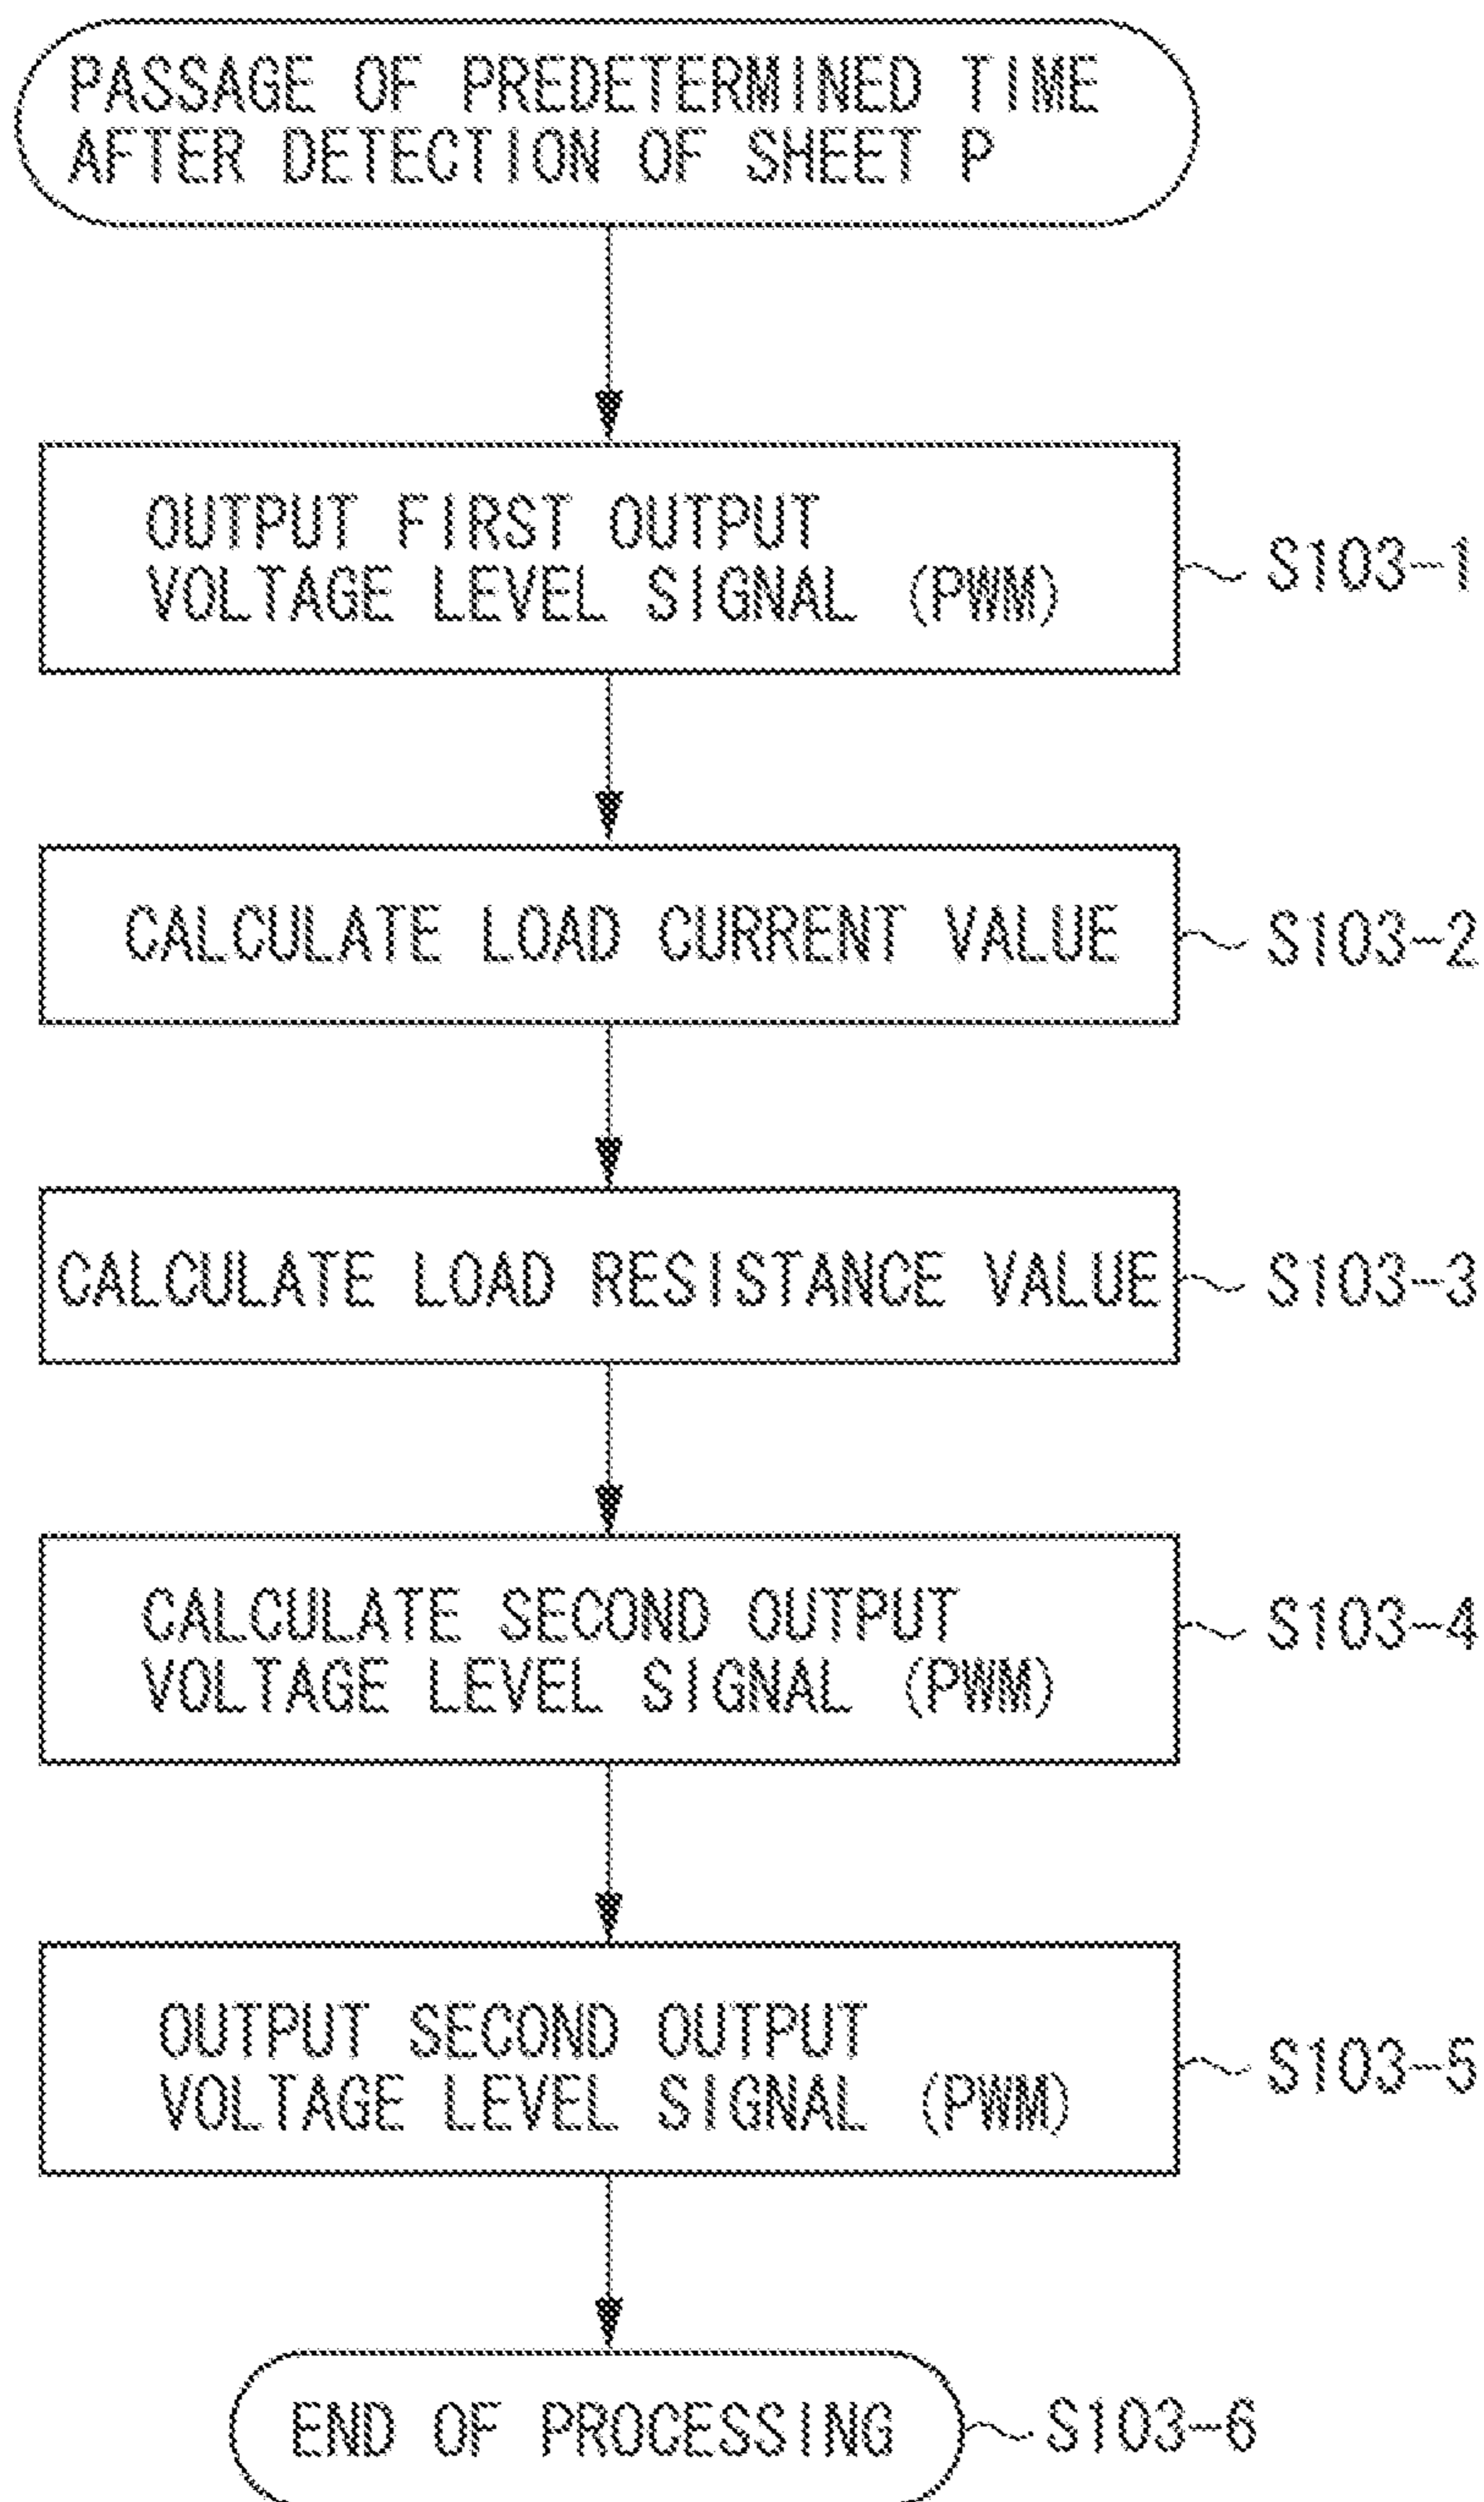 PASSAGE OF PREDETERMINED TIME
AFTER DETECTION OF SHEET P
OUTPUT FIRST OUTPUT
VOLTAGE LEVEL SIGNAL (PWM)
S103-1
CALCULATE LOAD CURRENT VALUE
S103-2
CALCULATE LOAD RESISTANCE VALUE
S103-3
CALCULATE SECOND OUTPUT
VOLTAGE LEVEL SIGNAL (PWM)
S103-4
OUTPUT SECOND OUTPUT
VOLTAGE LEVEL SIGNAL (PWM)
S103-5
END OF PROCESSING
S103-6